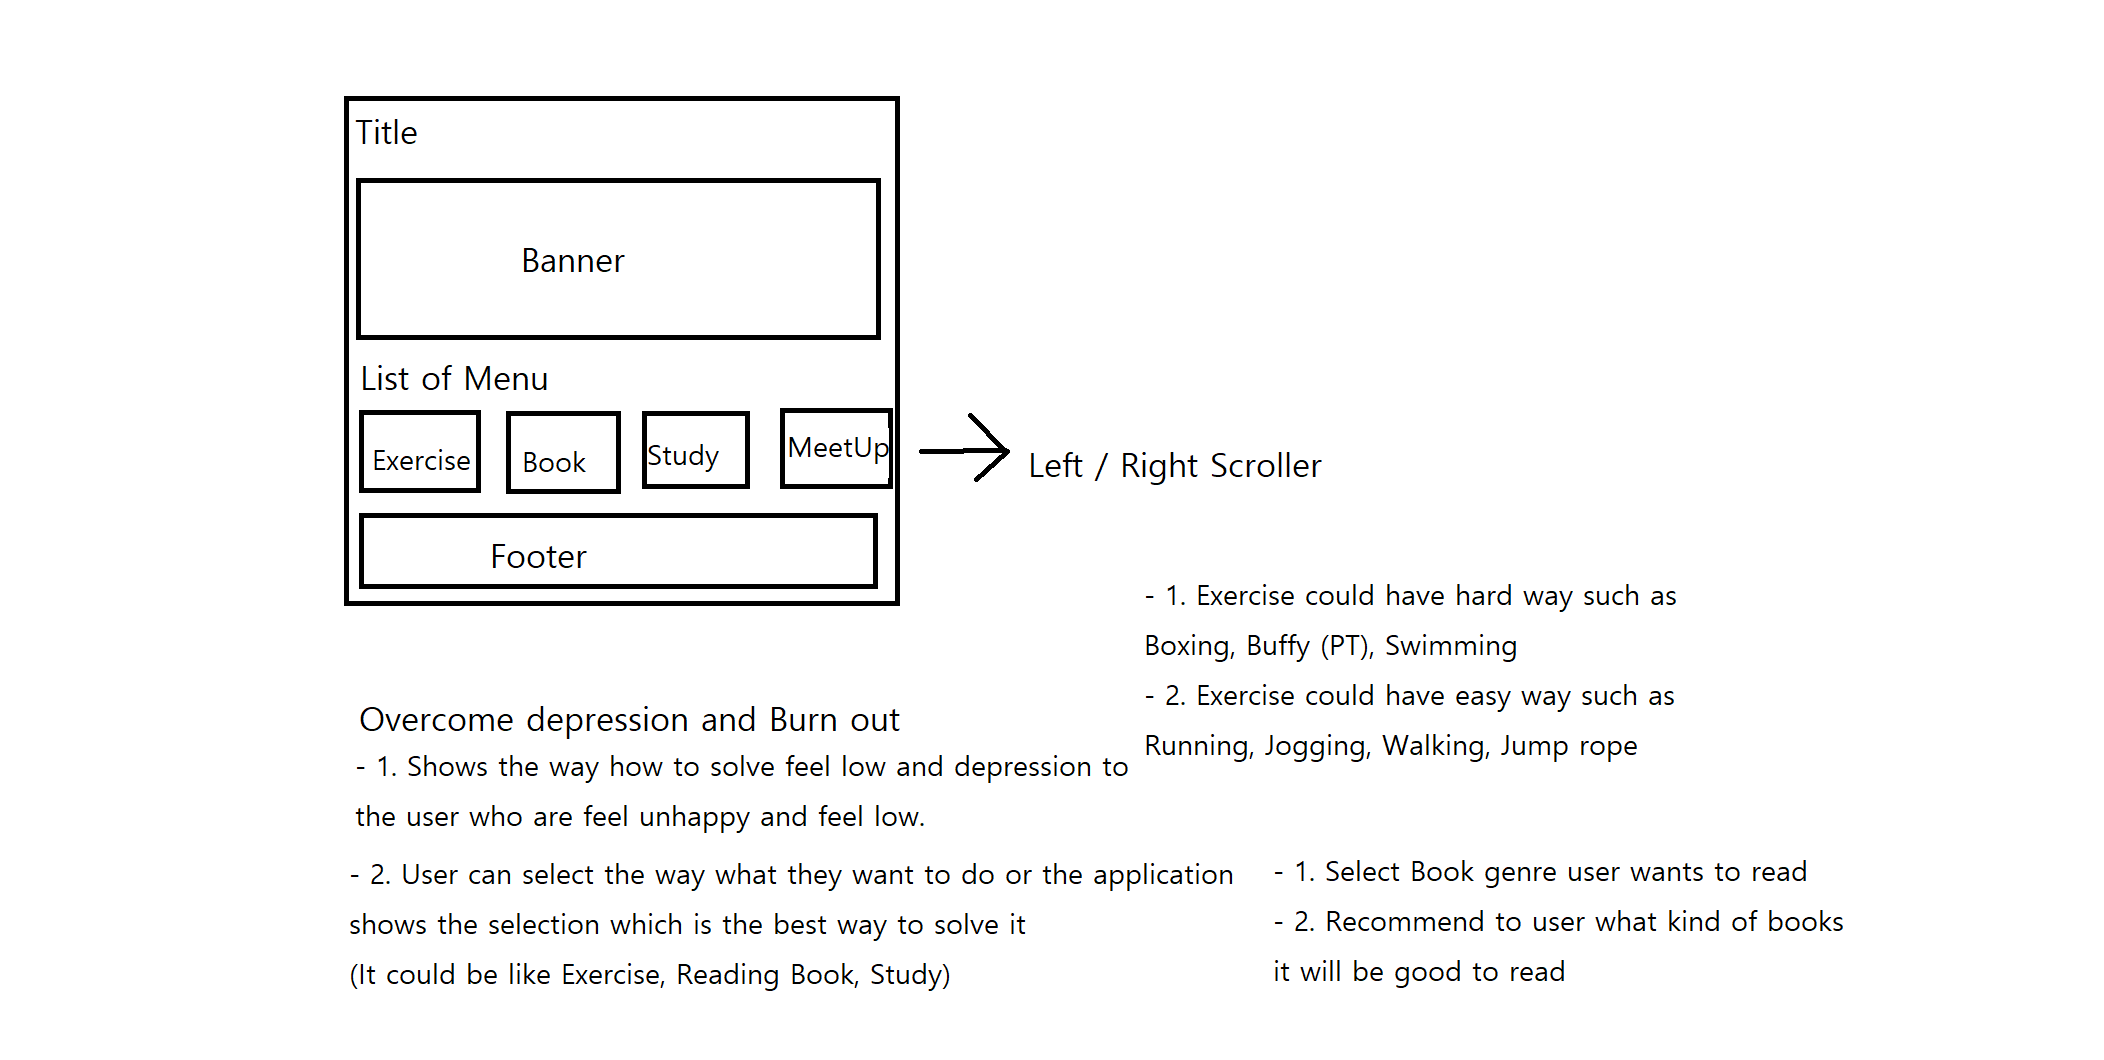 Title
Banner
List of Menu
Exercise
Book
Study
MeetUp
Left / Right Scroller
Footer
- 1. Exercise could have hard way such as
Boxing, Buffy (PT), Swimming
- 2. Exercise could have easy way such as
Running, Jogging, Walking, Jump rope
Overcome depression and Burn out
- 1. Shows the way how to solve feel low and depression to
the user who are feel unhappy and feel low.
- 2. User can select the way what they want to do or the application
shows the selection which is the best way to solve it
(It could be like Exercise, Reading Book, Study)
- 1. Select Book genre user wants to read
- 2. Recommend to user what kind of books
it will be good to read